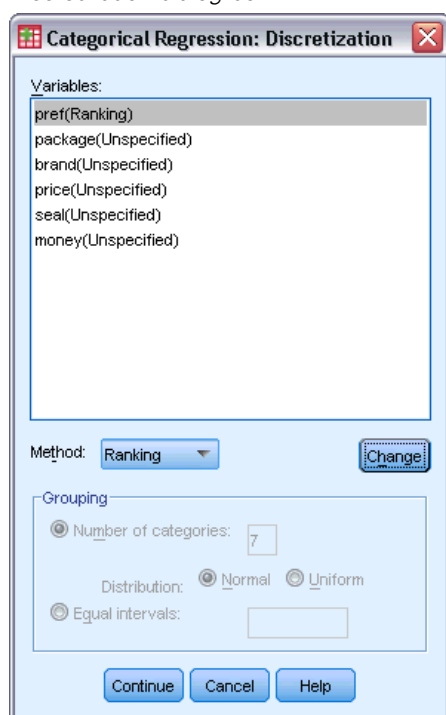 Categorical Regression: Discretization
Variables:
pref(Ranking)
package(Unspecified)
brand(Unspecified)
price(Unspecified)
seal(Unspecified)
money(Unspecified)
Method: Ranking Change
Grouping
Number of categories: 7
Distribution: Normal Uniform
Equal intervals:
Continue Cancel Help